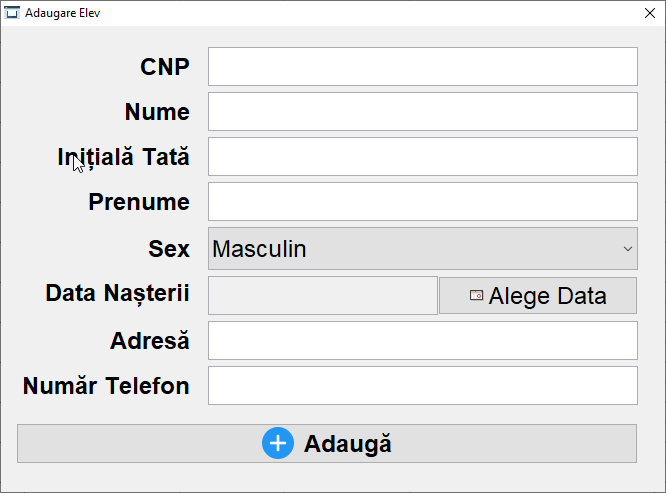 Adaugare Elev
CNP
Nume
Inițială Tată
Prenume
Sex Masculin
Data Nașterii Alege Data
Adresă
Număr Telefon
Adaugă